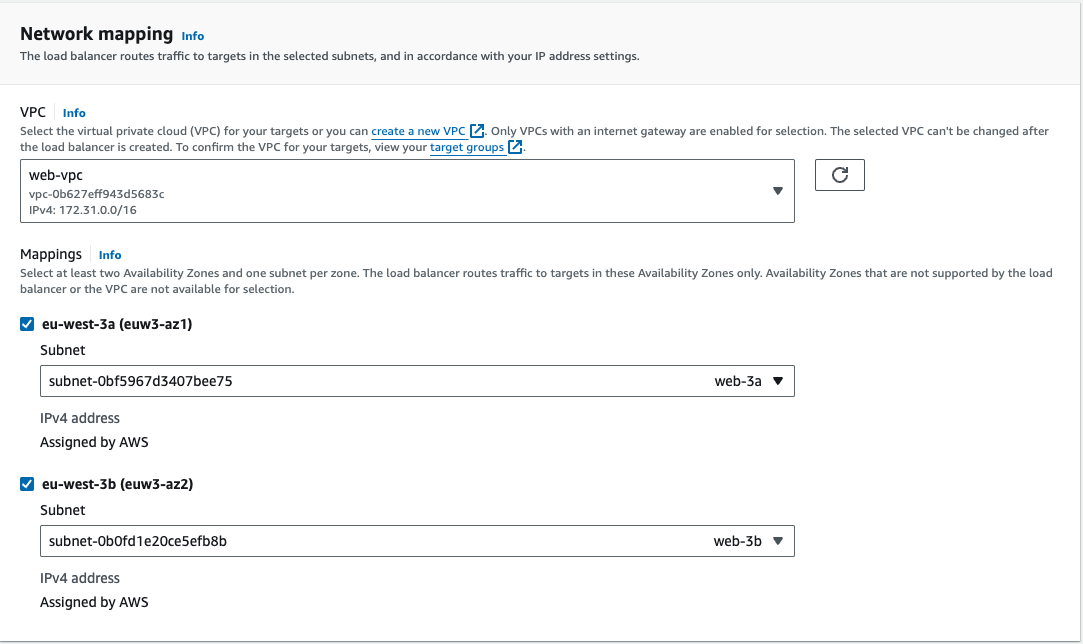 Network mapping Info
The load balancer routes traffic to targets in the selected subnets, and in accordance with your IP address settings.
VPC Info
Select the virtual private cloud (VPC) for your targets or you can create a new VPC. Only VPCs with an internet gateway are enabled for selection. The selected VPC can't be changed after
the load balancer is created. To confirm the VPC for your targets, view your target groups.
web-vpc
vpc-0b627eff943d5683c
IPv4: 172.31.0.0/16
Mappings Info
Select at least two Availability Zones and one subnet per zone. The load balancer routes traffic to targets in these Availability Zones only. Availability Zones that are not supported by the load
balancer or the VPC are not available for selection.
eu-west-3a (euw3-az1)
Subnet
subnet-0bf5967d3407bee75 web-3a
IPv4 address
Assigned by AWS
eu-west-3b (euw3-az2)
Subnet
subnet-0b0fd1e20ce5efb8b web-3b
IPv4 address
Assigned by AWS